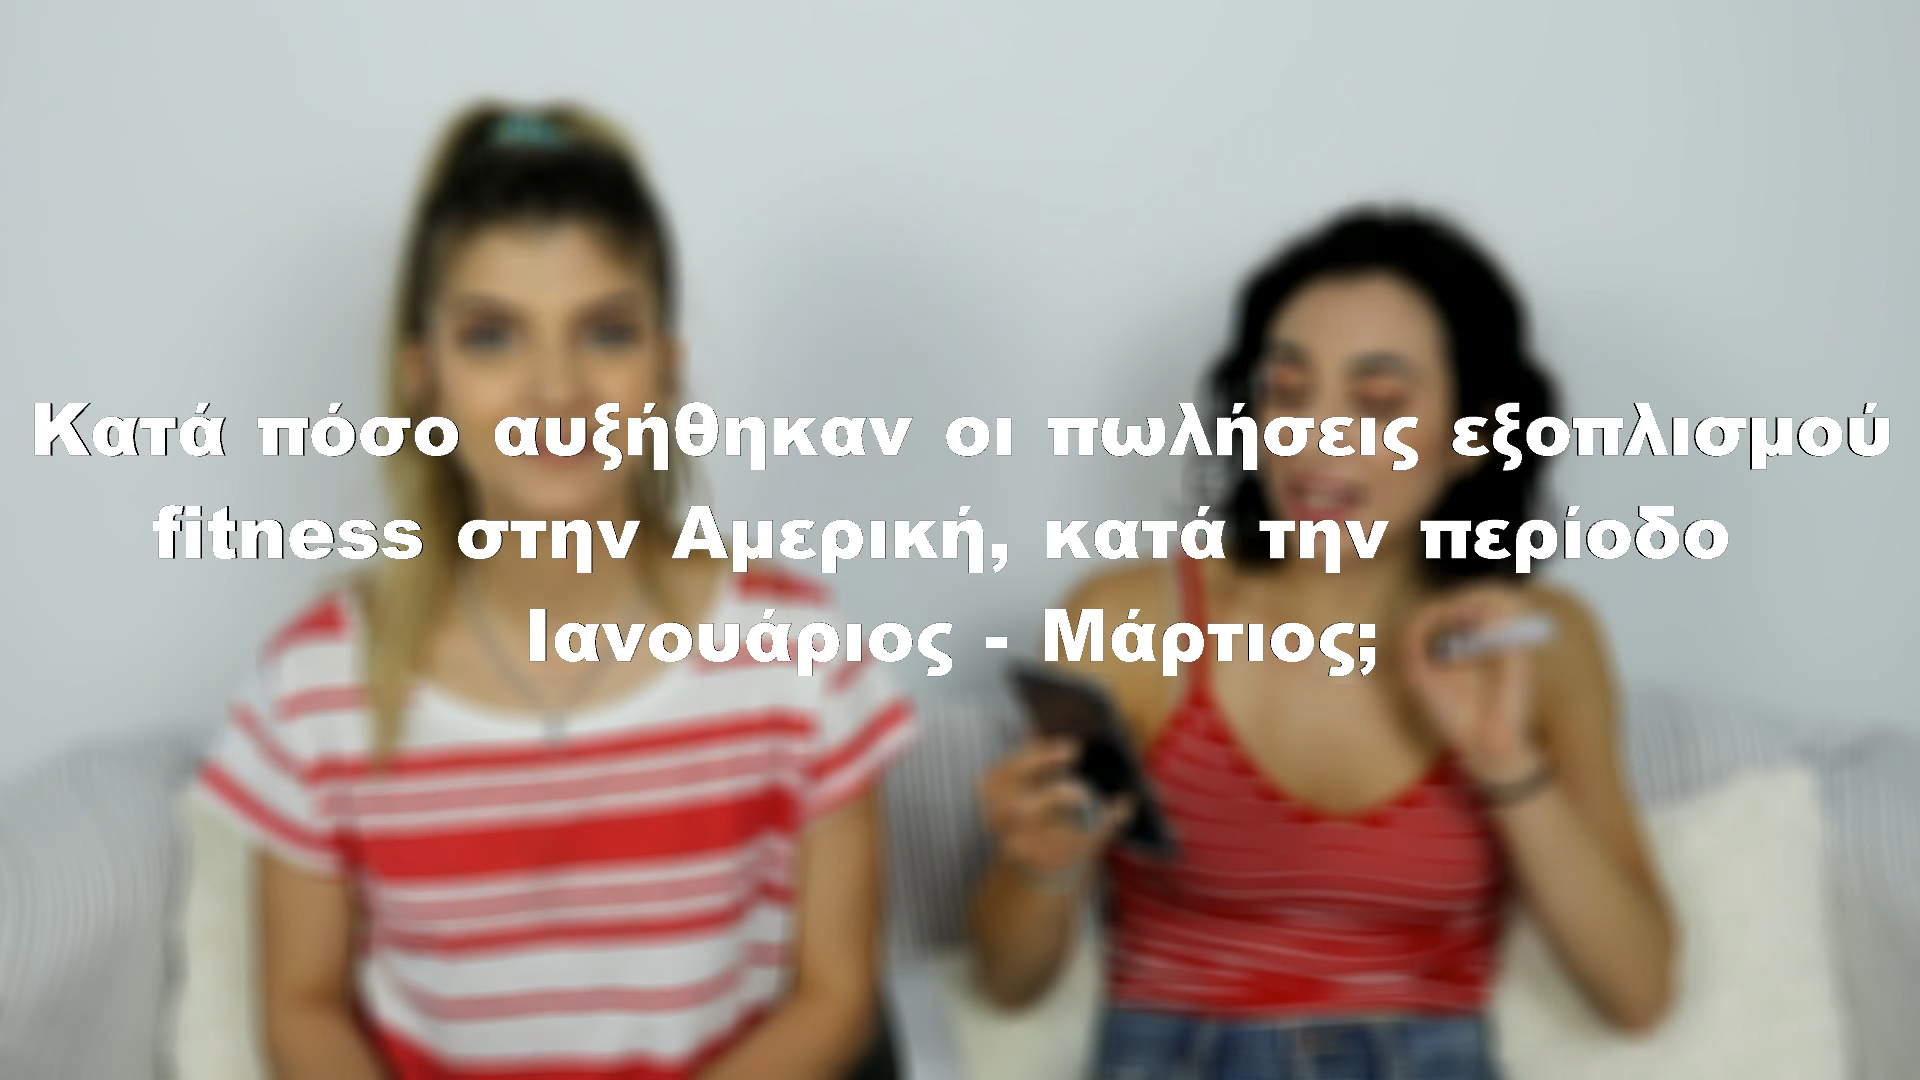 Κατά πόσο αυξήθηκαν οι πωλήσεις εξοπλισμού
fitness στην Αμερική, κατά την περίοδο
Ιανουάριος - Μάρτιος;